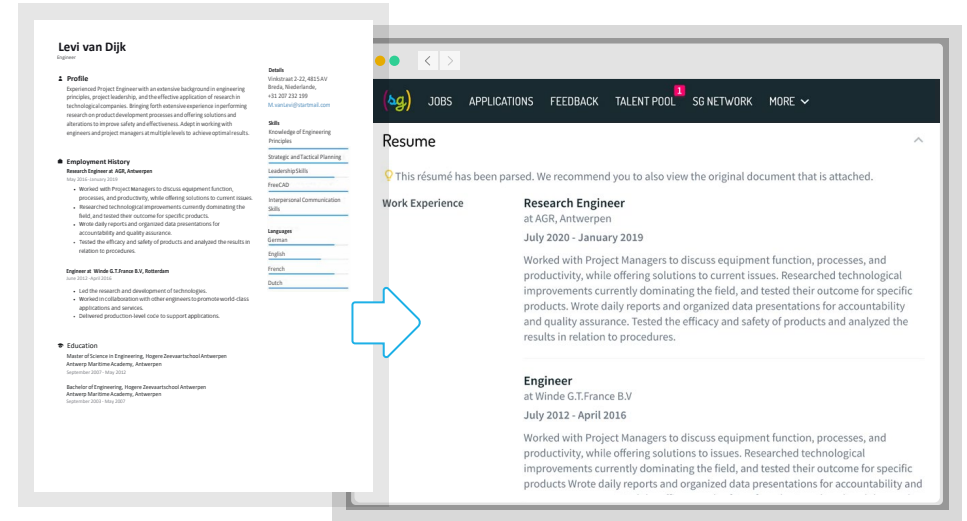 Levi van Dijk
Engineer
Profile
Experienced Project Engineer with an extensive background in engineering
principles, project leadership, and the effective application of research in
technological companies. Bringing forth extensive experience in performing
research on product development processes and offering solutions and
alterations to improve safety and effectiveness. Adept in working with
engineers and project managers at multiple levels to achieve optimal results.
Employment History
Research Engineer at AGR, Antwerpen
May 2016-January 2019
• Worked with Project Managers to discuss equipment function,
processes, and productivity, while offering solutions to current issues.
• Researched technological improvements currently dominating the
field, and tested their outcome for specific products.
• Wrote daily reports and organized data presentations for
accountability and quality assurance.
• Tested the efficacy and safety of products and analyzed the results in
relation to procedures.
Engineer at Winde G.T.France B.V, Rotterdam
June 2012-April 2016
• Led the research and development of technologies.
• Worked in collaboration with other engineers to promote world-class
applications and services.
• Delivered production-level code to support applications.
Education
Master of Science in Engineering, Hogere Zeevaartschool Antwerpen
Antwerp Maritime Academy, Antwerpen
September 2007- May 2012
Bachelor of Engineering, Hogere Zeevaartschool Antwerpen
Antwerp Maritime Academy, Antwerpen
September 2003- May 2007
Details
Vinkstraat 2-22, 4815 AV
Breda, Niederlande,
+31 207 232 199
M.vanLevi@startmail.com
Skills
Knowledge of Engineering
Principles
Strategic and Tactical Planning
Leadership Skills
FreeCAD
Interpersonal Communication
Skills
Languages
German
English
French
Dutch
(sg) JOBS APPLICATIONS FEEDBACK TALENT POOL 1 SG NETWORK MORE
Resume
This résumé has been parsed. We recommend you to also view the original document that is attached.
Work Experience
Research Engineer
at AGR, Antwerpen
July 2020 - January 2019
Worked with Project Managers to discuss equipment function, processes, and
productivity, while offering solutions to current issues. Researched technological
improvements currently dominating the field, and tested their outcome for specific
products. Wrote daily reports and organized data presentations for accountability
and quality assurance. Tested the efficacy and safety of products and analyzed the
results in relation to procedures.
Engineer
at Winde G.T.France B.V
July 2012 - April 2016
Worked with Project Managers to discuss equipment function, processes, and
productivity, while offering solutions to issues. Researched technological
improvements currently dominating the field, and tested their outcome for specific
products Wrote daily reports and organized data presentations for accountability and